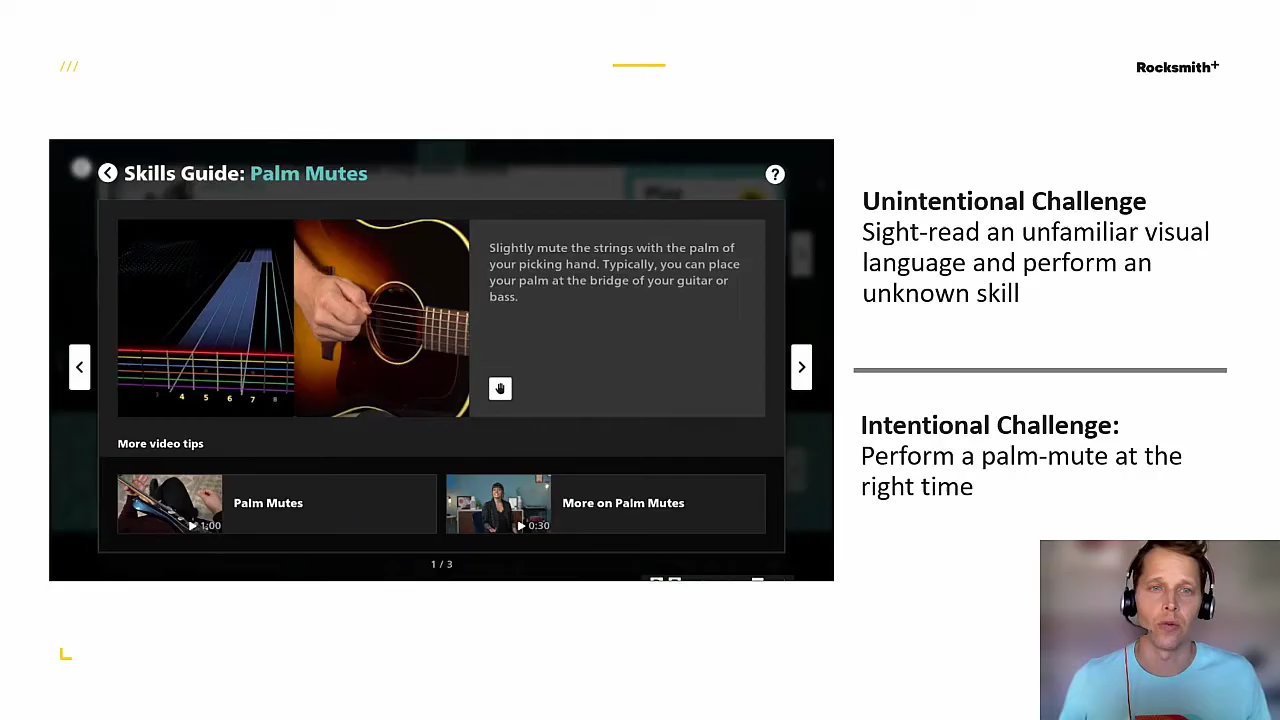 ///
Rocksmith+
Skills Guide: Palm Mutes
?
Slightly mute the strings with the palm of
your picking hand. Typically, you can place
your palm at the bridge of your guitar or
bass.
3 4 5 6 7 8
More video tips
1:00
Palm Mutes
0:30
More on Palm Mutes
1 / 3
Unintentional Challenge
Sight-read an unfamiliar visual
language and perform an
unknown skill
Intentional Challenge:
Perform a palm-mute at the
right time